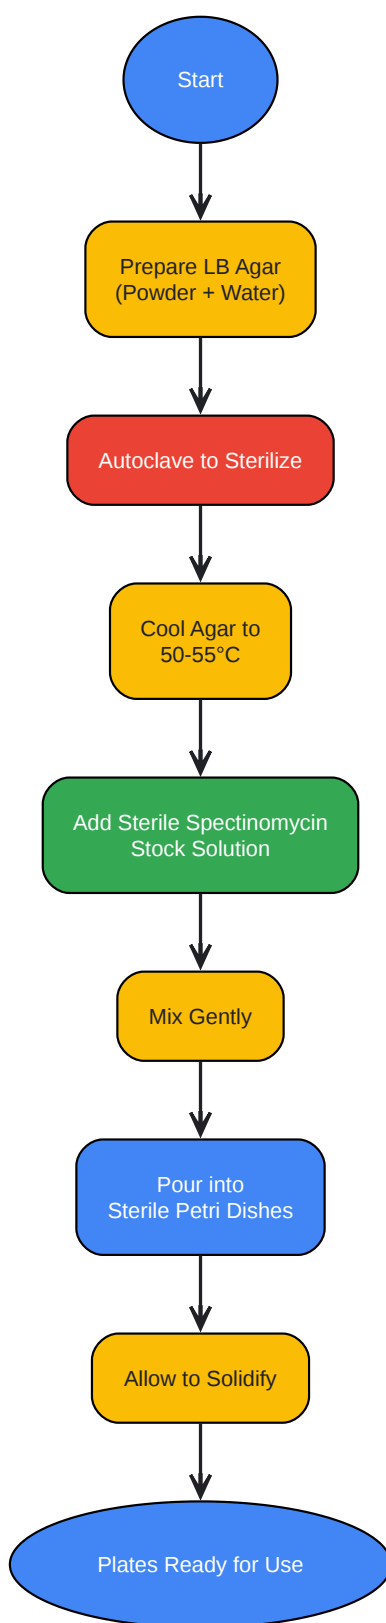 Start
Prepare LB Agar
(Powder + Water)
Autoclave to Sterilize
Cool Agar to
50-55°C
Add Sterile Spectinomycin
Stock Solution
Mix Gently
Pour into
Sterile Petri Dishes
Allow to Solidify
Plates Ready for Use